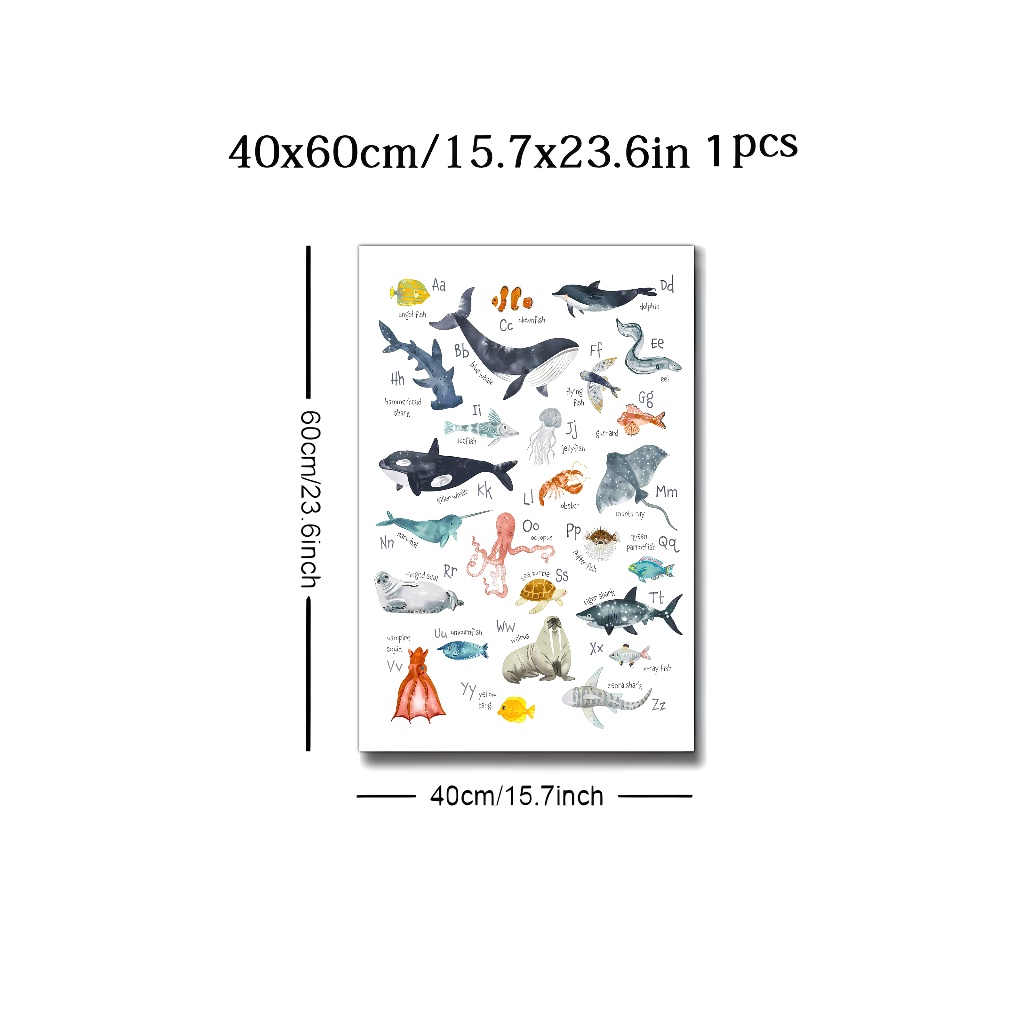 40x60cm/15.7x23.6in 1pcs
60cm/23.6inch
Aa
angel fish
Bb
blue whale
Cc clownfish
Dd
dolphin
Ee
eel
Ff
flying
fish
Gg
gurnard
Hh
hammerhead
shark
Ii
icefish
Jj
jellyfish
killer whale Kk
Ll
lobster
Mm
manta ray
Nn
narwhal
Oo
octopus
Pp
puffer fish
queen
parrotfish Qq
ringed seal Rr
sea turtle Ss
tiger shark Tt
Uu unicornfish
vampire
squid
Vv
Ww
walrus
Xx
x-ray fish
Yy yellow
tang
zebra shark
Zz
40cm/15.7inch